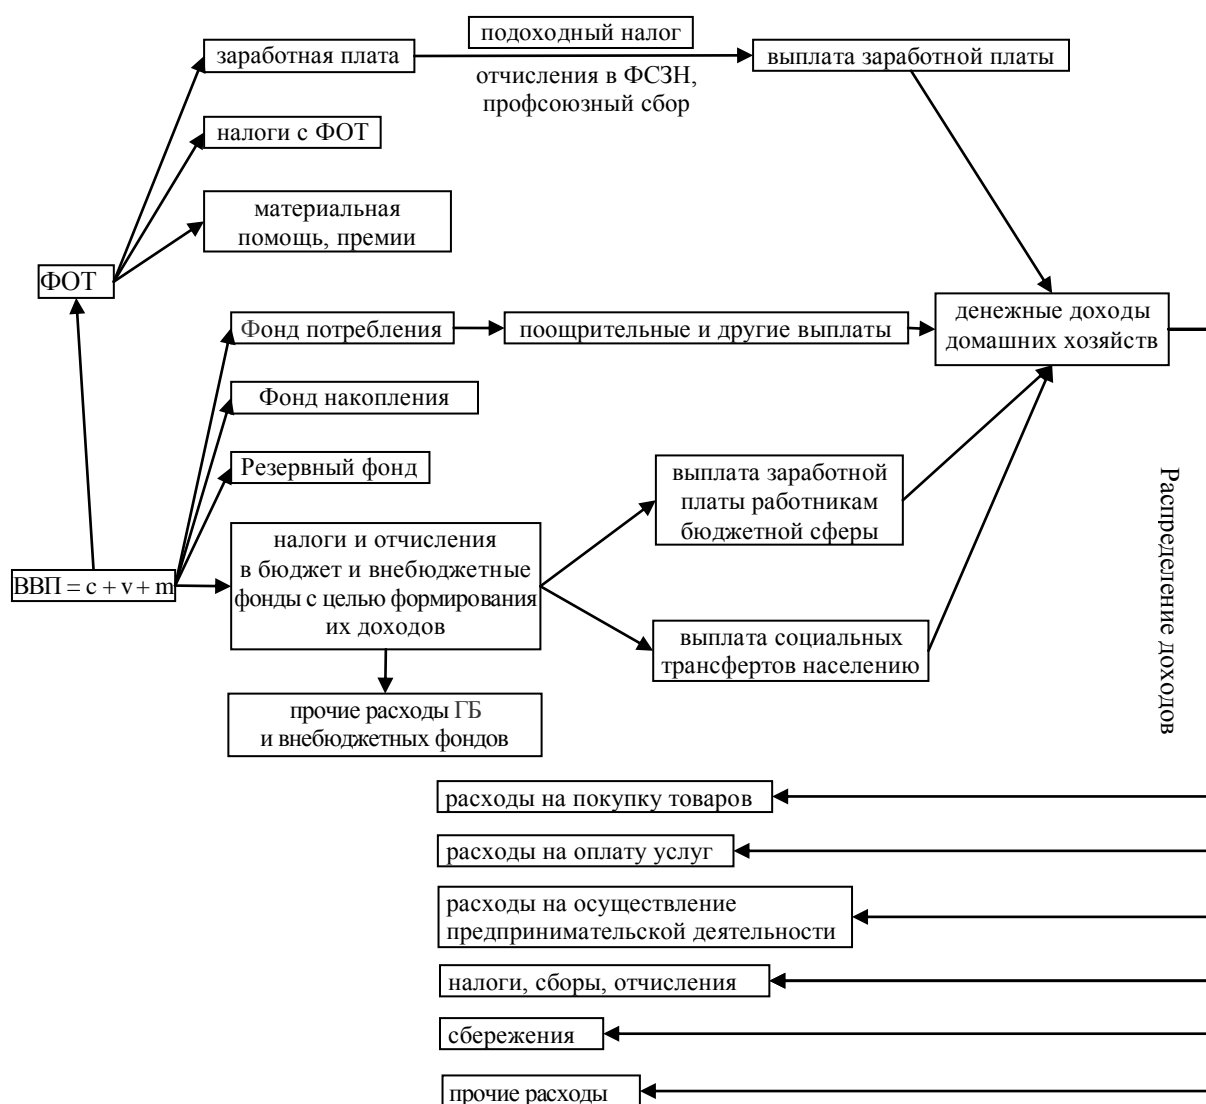 подоходный налог
заработная плата
выплата заработной платы
отчисления в ФСЗН,
профсоюзный сбор
налоги с ФОТ
материальная
помощь, премии
ФОТ
денежные доходы
домашних хозяйств
Фонд потребления
поощрительные и другие выплаты
Фонд накопления
Резервный фонд
выплата заработной
платы работникам
бюджетной сферы
Распределение доходов
налоги и отчисления
в бюджет и внебюджетные
фонды с целью формирования
их доходов
ВВП = c + v + m
выплата социальных
трансфертов населению
прочие расходы ГБ
и внебюджетных фондов
расходы на покупку товаров
расходы на оплату услуг
расходы на осуществление
предпринимательской деятельности
налоги, сборы, отчисления
сбережения
прочие расходы